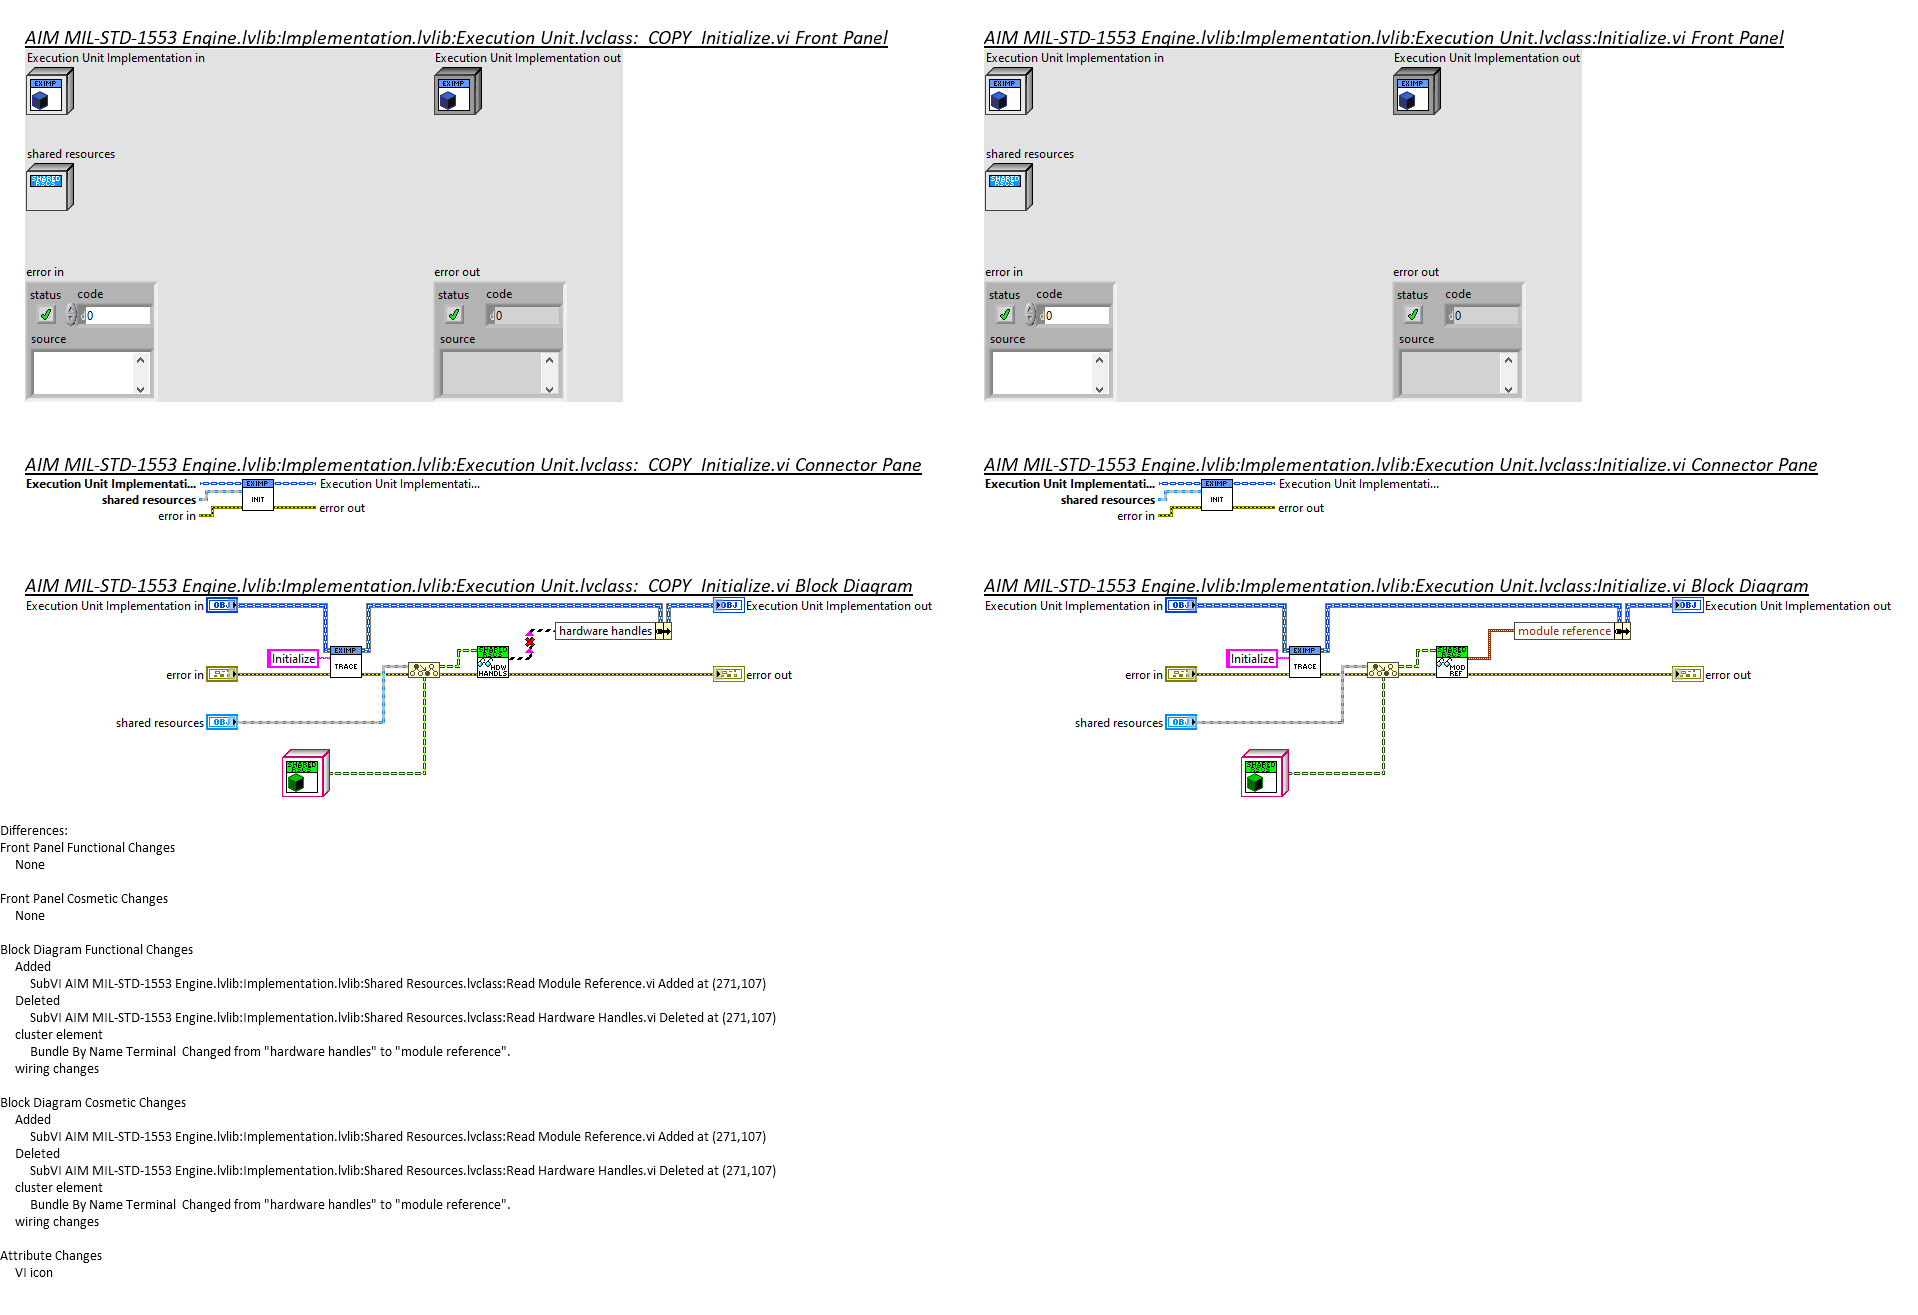 AIM MIL-STD-1553 Engine.lvlib:Implementation.lvlib:Execution Unit.lvclass:_COPY_Initialize.vi Front Panel
Execution Unit Implementation in
Execution Unit Implementation out
EXIMP
EXIMP
shared resources
SHARED
RSCS
error in
error out
status code
status code
0
0
source
source
AIM MIL-STD-1553 Engine.lvlib:Implementation.lvlib:Execution Unit.lvclass:Initialize.vi Front Panel
Execution Unit Implementation in
Execution Unit Implementation out
EXIMP
EXIMP
shared resources
SHARED
RSCS
error in
error out
status code
status code
0
0
source
source
AIM MIL-STD-1553 Engine.lvlib:Implementation.lvlib:Execution Unit.lvclass:_COPY_Initialize.vi Connector Pane
Execution Unit Implementati...
EXIMP
Execution Unit Implementati...
shared resources
INIT
error in
error out
AIM MIL-STD-1553 Engine.lvlib:Implementation.lvlib:Execution Unit.lvclass:Initialize.vi Connector Pane
Execution Unit Implementati...
EXIMP
Execution Unit Implementati...
shared resources
INIT
error in
error out
AIM MIL-STD-1553 Engine.lvlib:Implementation.lvlib:Execution Unit.lvclass:_COPY_Initialize.vi Block Diagram
Execution Unit Implementation in
OBJ
OBJ
Execution Unit Implementation out
hardware handles
Initialize
EXIMP
TRACE
SHARED
RSCS
HDW
HANDLS
error in
error out
shared resources
OBJ
SHARED
RSCS
AIM MIL-STD-1553 Engine.lvlib:Implementation.lvlib:Execution Unit.lvclass:Initialize.vi Block Diagram
Execution Unit Implementation in
OBJ
OBJ
Execution Unit Implementation out
module reference
Initialize
EXIMP
TRACE
SHARED
RSCS
MOD
REF
error in
error out
shared resources
OBJ
SHARED
RSCS
Differences:
Front Panel Functional Changes
None
Front Panel Cosmetic Changes
None
Block Diagram Functional Changes
Added
SubVI AIM MIL-STD-1553 Engine.lvlib:Implementation.lvlib:Shared Resources.lvclass:Read Module Reference.vi Added at (271,107)
Deleted
SubVI AIM MIL-STD-1553 Engine.lvlib:Implementation.lvlib:Shared Resources.lvclass:Read Hardware Handles.vi Deleted at (271,107)
cluster element
Bundle By Name Terminal  Changed from "hardware handles" to "module reference".
wiring changes
Block Diagram Cosmetic Changes
Added
SubVI AIM MIL-STD-1553 Engine.lvlib:Implementation.lvlib:Shared Resources.lvclass:Read Module Reference.vi Added at (271,107)
Deleted
SubVI AIM MIL-STD-1553 Engine.lvlib:Implementation.lvlib:Shared Resources.lvclass:Read Hardware Handles.vi Deleted at (271,107)
cluster element
Bundle By Name Terminal  Changed from "hardware handles" to "module reference".
wiring changes
Attribute Changes
VI icon